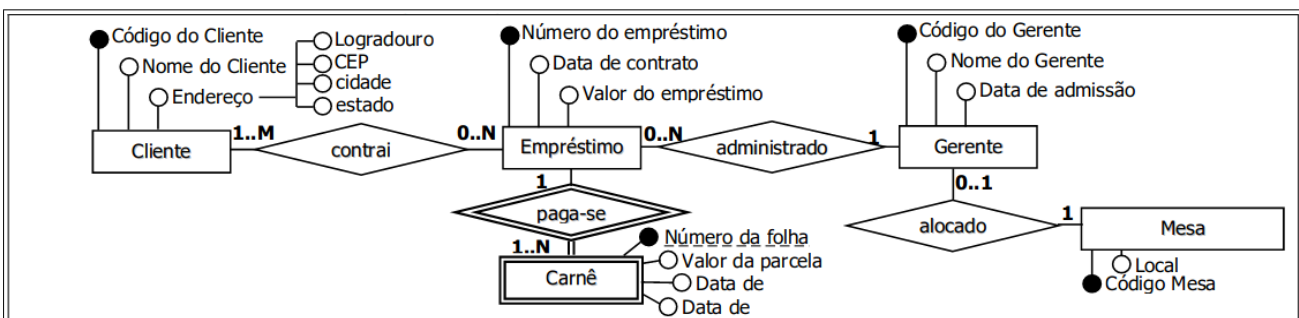 Código do Cliente
Nome do Cliente
Endereço
Logradouro
CEP
cidade
estado
Cliente
1..M
contrai
0..N
Número do empréstimo
Data de contrato
Valor do empréstimo
Empréstimo
0..N
administrado
1
Código do Gerente
Nome do Gerente
Data de admissão
Gerente
1
paga-se
1..N
Carnê
Número da folha
Valor da parcela
Data de
Data de
0..1
alocado
1
Mesa
Local
Código Mesa